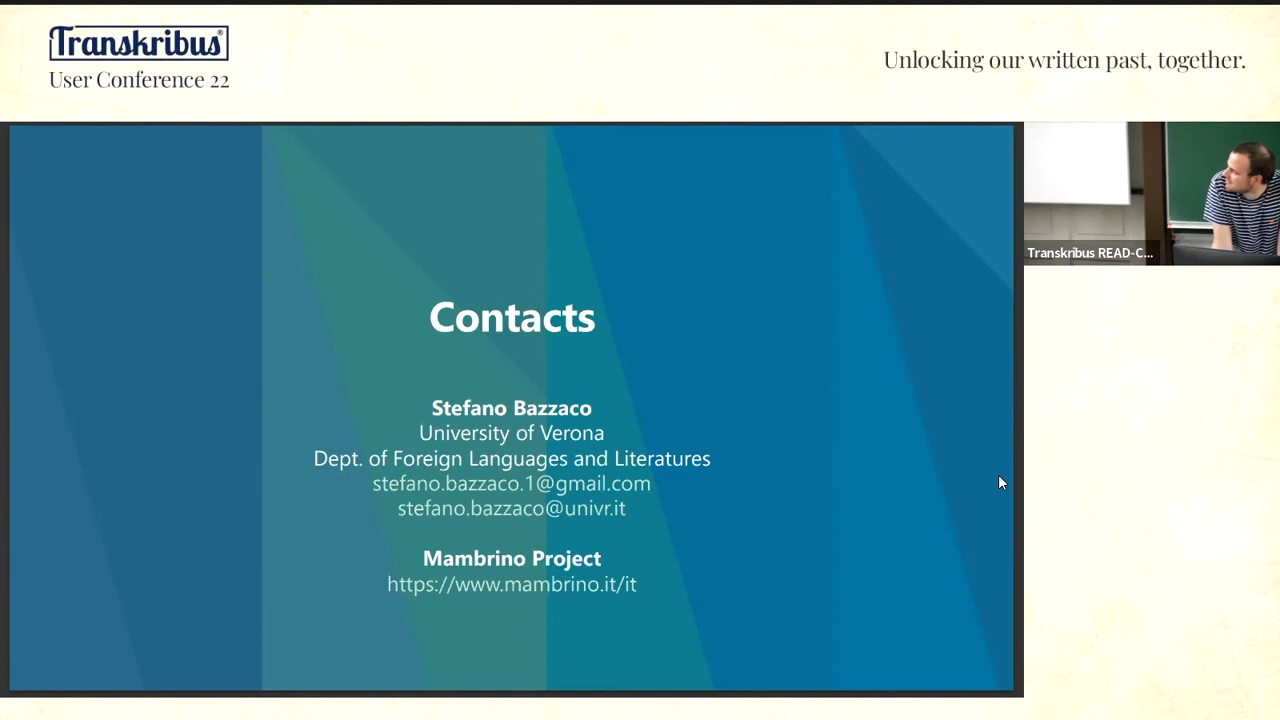 Transkribus®
User Conference 22
Unlocking our written past, together.
Transkribus READ-C...
Contacts
Stefano Bazzaco
University of Verona
Dept. of Foreign Languages and Literatures
stefano.bazzaco.1@gmail.com
stefano.bazzaco@univr.it
Mambrino Project
https://www.mambrino.it/it